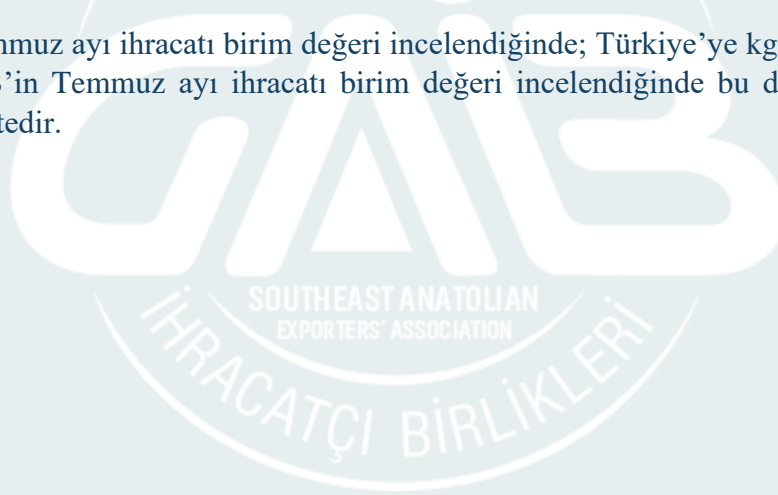 mmuz ayı ihracatı birim değeri incelendiğinde; Türkiye’ye kg
’in Temmuz ayı ihracatı birim değeri incelendiğinde bu d
tedir.
GAİB
SOUTHEAST ANATOLIAN
EXPORTERS' ASSOCIATION
İHRACATÇI BİRLİKLERİ